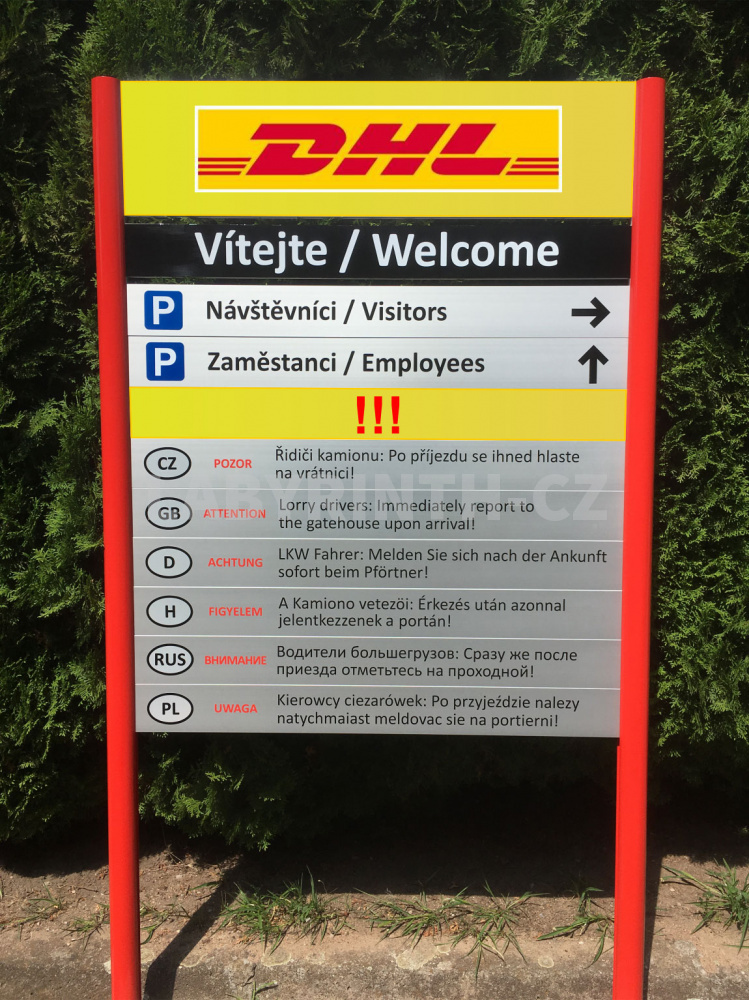 DHL
Vítejte / Welcome
P Návštěvníci / Visitors →
P Zaměstanci / Employees ↑
!!!
CZ POZOR Řidiči kamionu: Po příjezdu se ihned hlaste
na vrátnici!
GB ATTENTION Lorry drivers: Immediately report to
the gatehouse upon arrival!
D ACHTUNG LKW Fahrer: Melden Sie sich nach der Ankunft
sofort beim Pförtner!
H FIGYELEM A Kamiono vetezöi: Érkezés után azonnal
jelentkezzenek a portán!
RUS ВНИМАНИЕ Водители большегрузов: Сразу же после
приезда отметьтесь на проходной!
PL UWAGA Kierowcy ciezarówek: Po przyjeździe nalezy
natychmaiast meldovac sie na portierni!
LABYRINTH-CZ